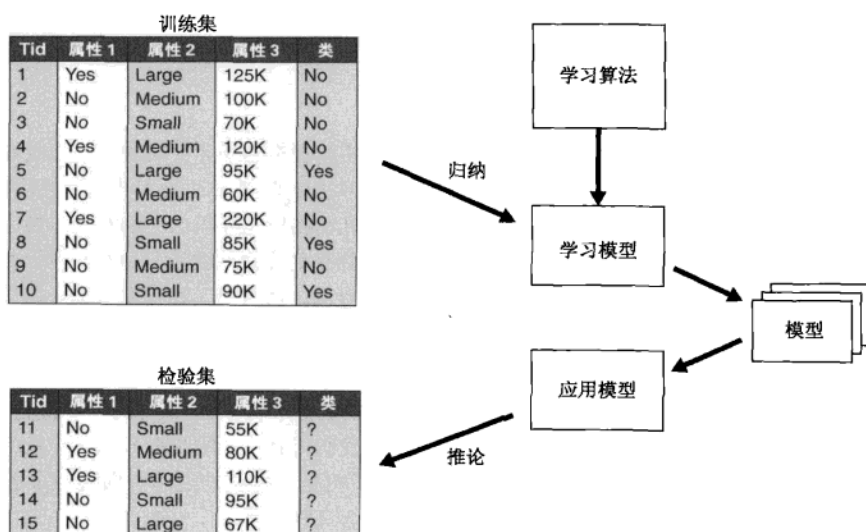 训练集
Tid 属性 1 属性 2 属性 3 类
1 Yes Large 125K No
2 No Medium 100K No
3 No Small 70K No
4 Yes Medium 120K No
5 No Large 95K Yes
6 No Medium 60K No
7 Yes Large 220K No
8 No Small 85K Yes
9 No Medium 75K No
10 No Small 90K Yes
学习算法
归纳
学习模型
模型
应用模型
推论
检验集
Tid 属性 1 属性 2 属性 3 类
11 No Small 55K ?
12 Yes Medium 80K ?
13 Yes Large 110K ?
14 No Small 95K ?
15 No Large 67K ?